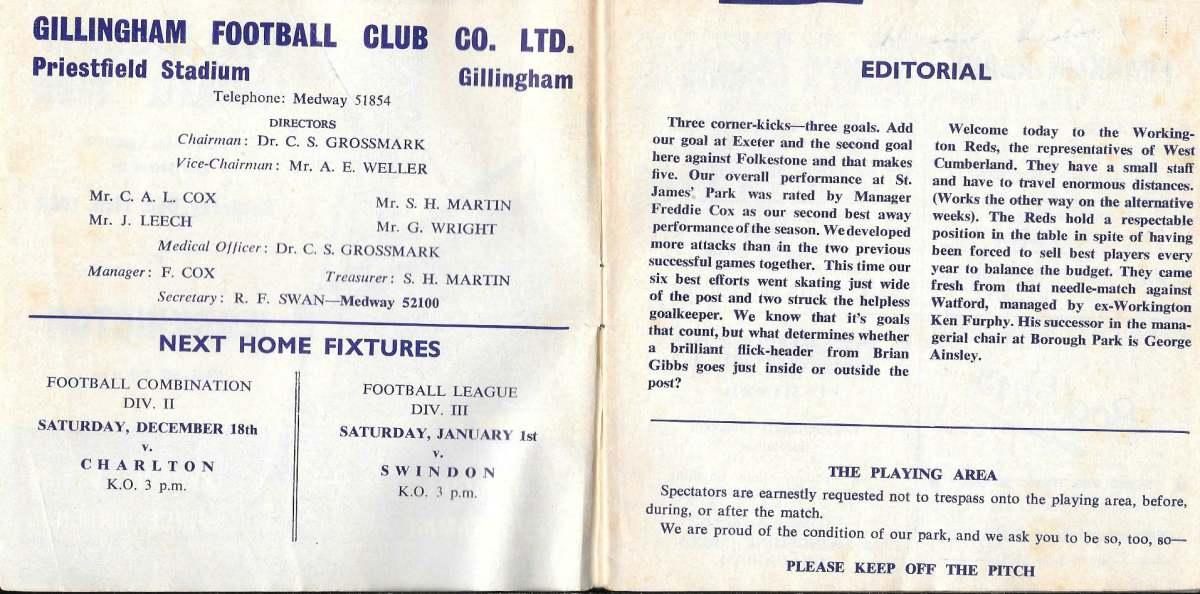 GILLINGHAM FOOTBALL CLUB CO. LTD.
Priestfield Stadium Gillingham
Telephone: Medway 51854
DIRECTORS
Chairman: Dr. C. S. GROSSMARK
Vice-Chairman: Mr. A. E. WELLER
Mr. C. A. L. COX Mr. S. H. MARTIN
Mr. J. LEECH Mr. G. WRIGHT
Medical Officer: Dr. C. S. GROSSMARK
Manager: F. COX Treasurer: S. H. MARTIN
Secretary: R. F. SWAN—Medway 52100
NEXT HOME FIXTURES
FOOTBALL COMBINATION
DIV. II
SATURDAY, DECEMBER 18th
v.
CHARLTON
K.O. 3 p.m.
FOOTBALL LEAGUE
DIV. III
SATURDAY, JANUARY 1st
v.
SWINDON
K.O. 3 p.m.
EDITORIAL
Three corner-kicks—three goals. Add
our goal at Exeter and the second goal
here against Folkestone and that makes
five. Our overall performance at St.
James' Park was rated by Manager
Freddie Cox as our second best away
performance of the season. We developed
more attacks than in the two previous
successful games together. This time our
six best efforts went skating just wide
of the post and two struck the helpless
goalkeeper. We know that it's goals
that count, but what determines whether
a brilliant flick-header from Brian
Gibbs goes just inside or outside the
post?
Welcome today to the Working-
ton Reds, the representatives of West
Cumberland. They have a small staff
and have to travel enormous distances.
(Works the other way on the alternative
weeks). The Reds hold a respectable
position in the table in spite of having
been forced to sell best players every
year to balance the budget. They came
fresh from that needle-match against
Watford, managed by ex-Workington
Ken Furphy. His successor in the mana-
gerial chair at Borough Park is George
Ainsley.
THE PLAYING AREA
Spectators are earnestly requested not to trespass onto the playing area, before,
during, or after the match.
We are proud of the condition of our park, and we ask you to be so, too, so—
PLEASE KEEP OFF THE PITCH